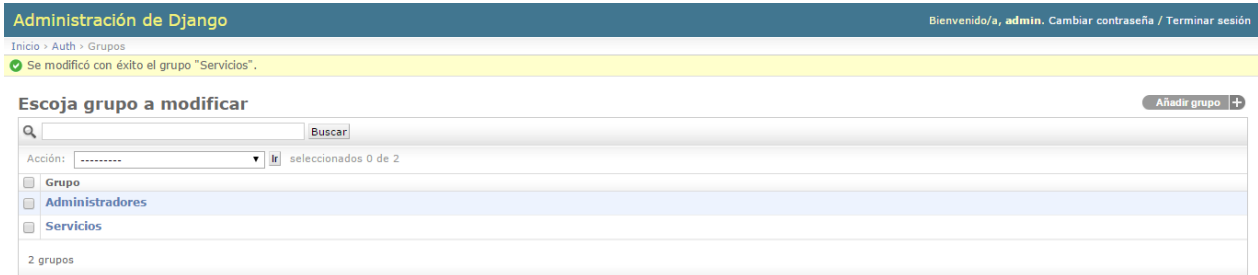 Administración de Django
Bienvenido/a, admin. Cambiar contraseña / Terminar sesión
Inicio › Auth › Grupos
Se modificó con éxito el grupo "Servicios".
Escoja grupo a modificar
Añadir grupo +
Buscar
Acción: --------- Ir seleccionados 0 de 2
Grupo
Administradores
Servicios
2 grupos